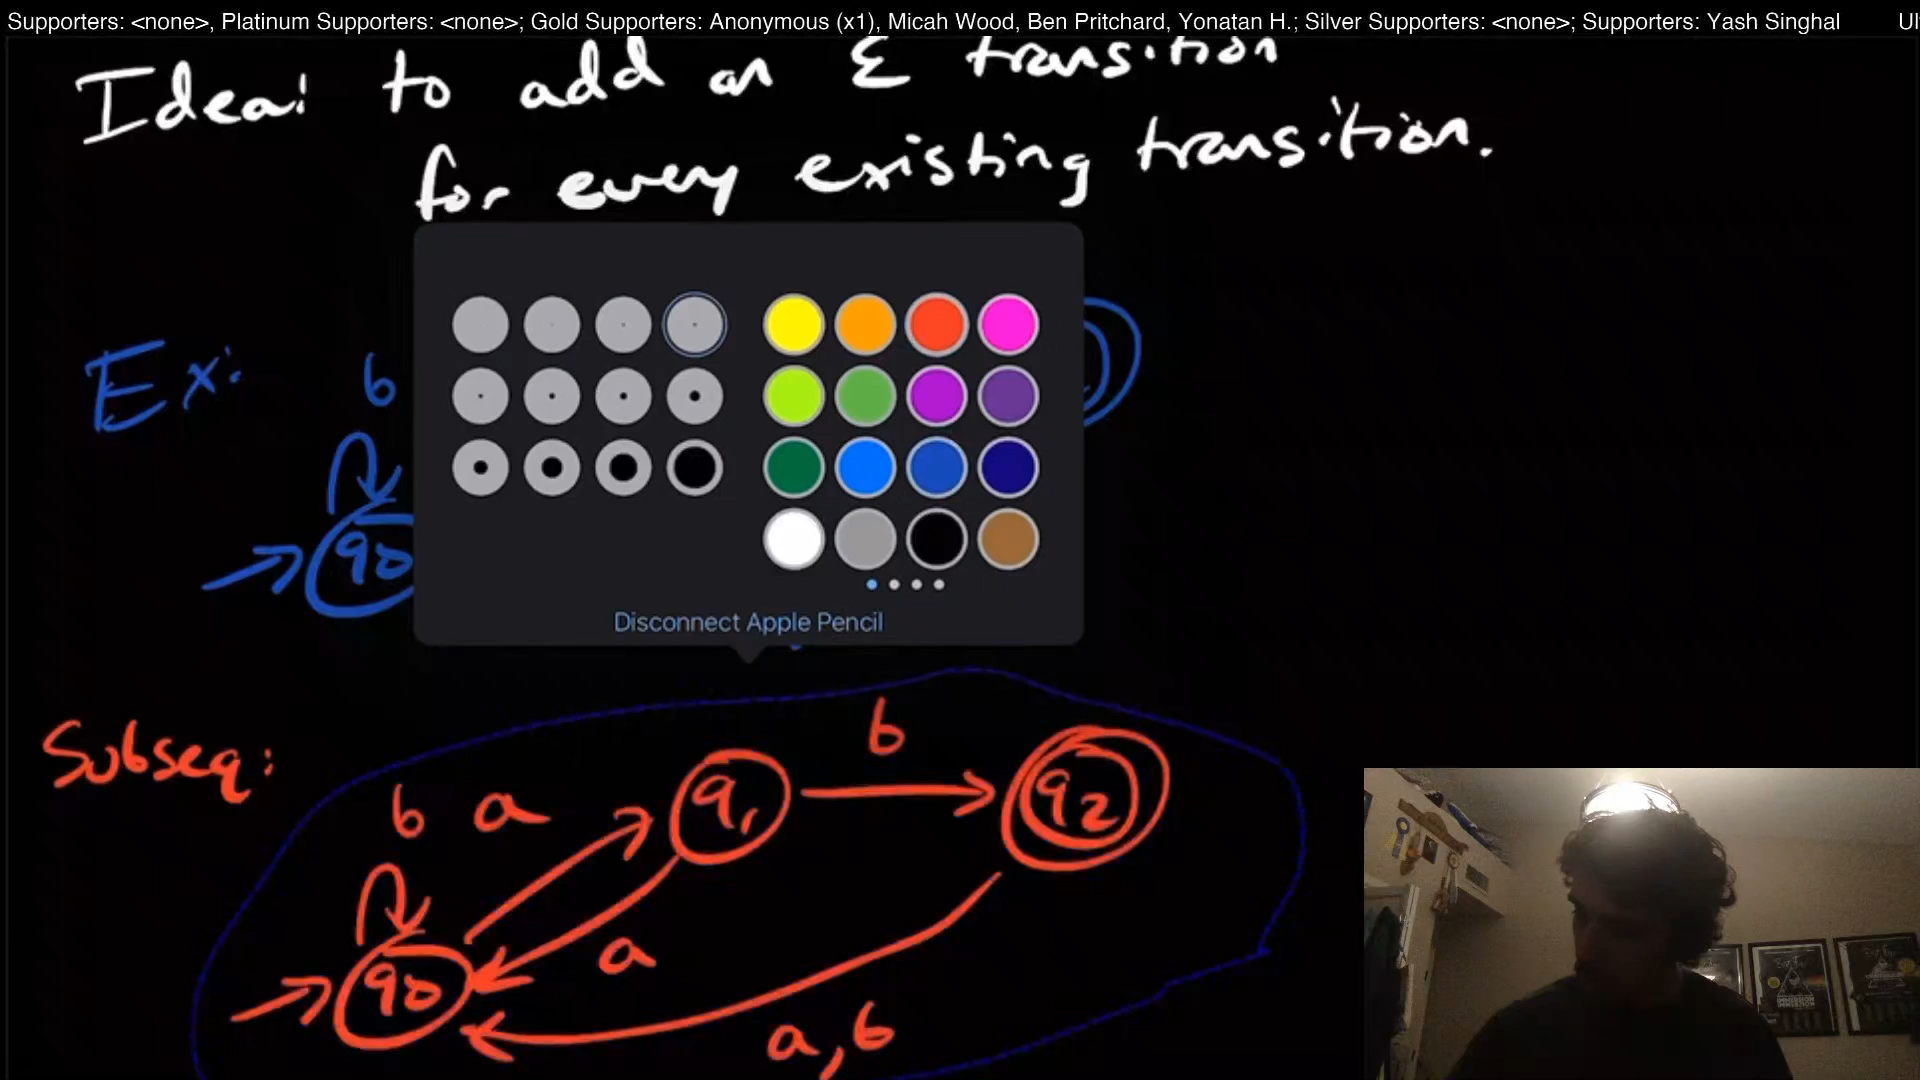 Supporters: <none>, Platinum Supporters: <none>; Gold Supporters: Anonymous (x1), Micah Wood, Ben Pritchard, Yonatan H.; Silver Supporters: <none>; Supporters: Yash Singhal Ul
Idea: to add an ε transition
for every existing transition.
Ex: b
q0
Disconnect Apple Pencil
Subseq:
b
q1 q2
b a
a
q0
a,b